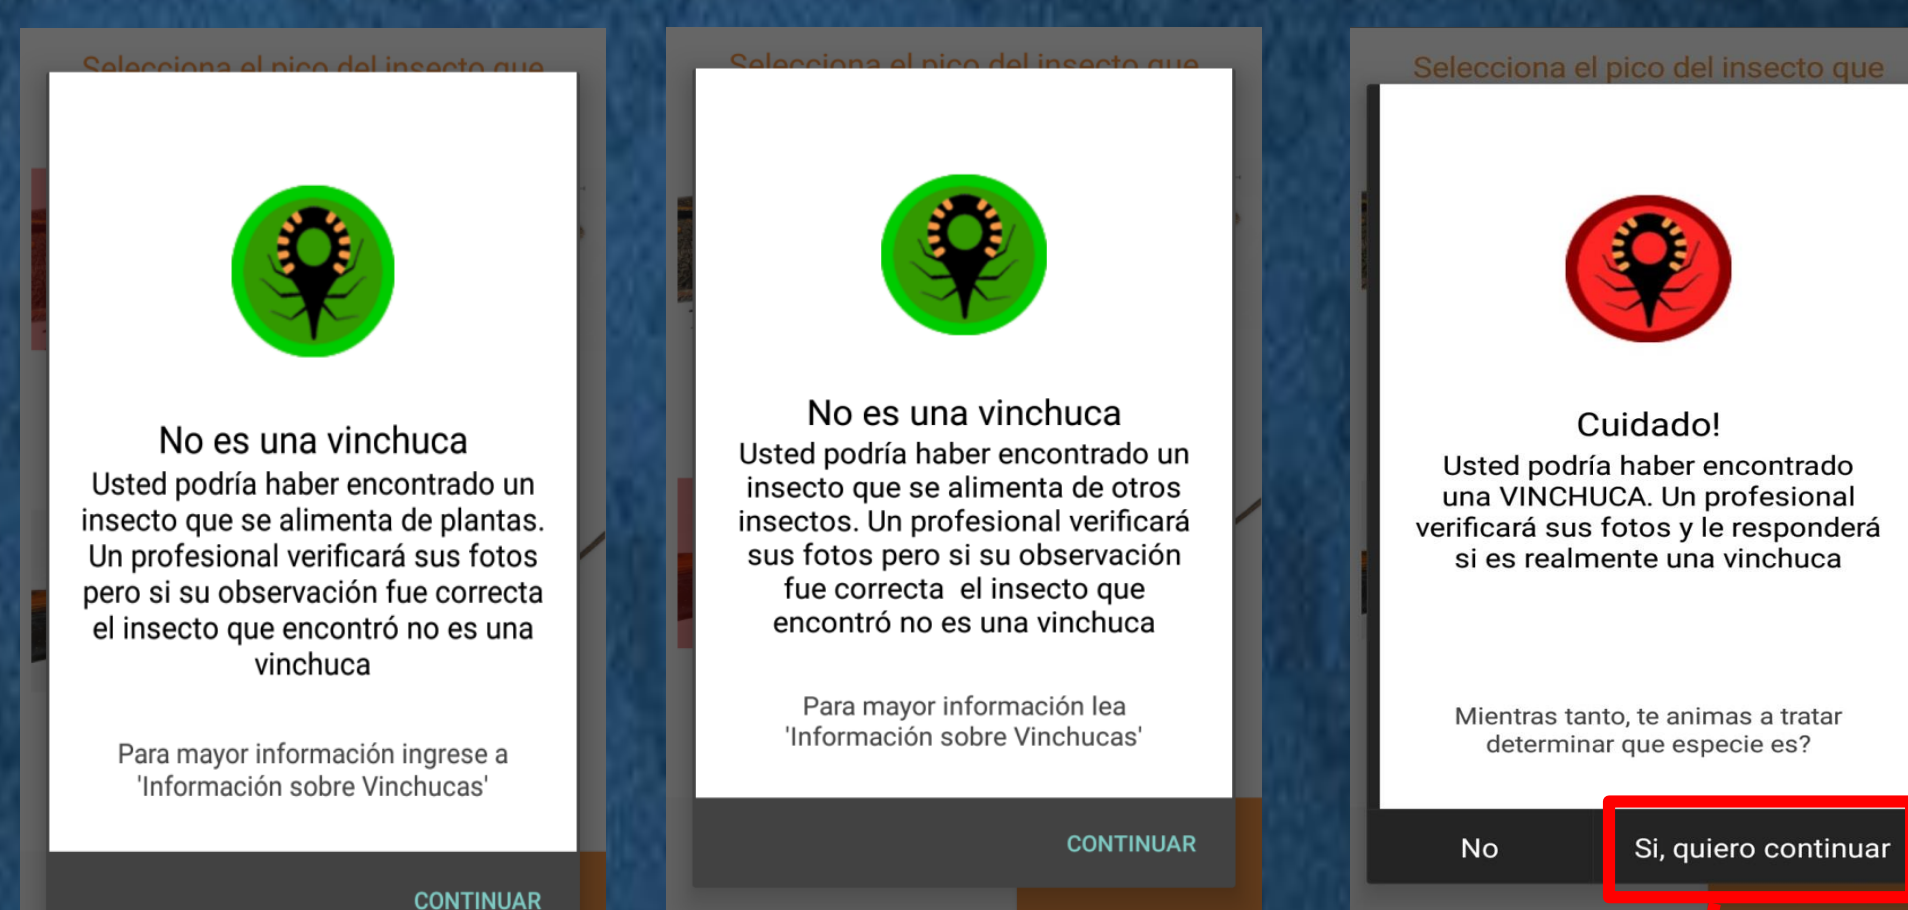 Selecciona el pico del insecto que
No es una vinchuca
Usted podría haber encontrado un
insecto que se alimenta de plantas.
Un profesional verificará sus fotos
pero si su observación fue correcta
el insecto que encontró no es una
vinchuca
Para mayor información ingrese a
'Información sobre Vinchucas'
CONTINUAR
Selecciona el pico del insecto que
No es una vinchuca
Usted podría haber encontrado un
insecto que se alimenta de otros
insectos. Un profesional verificará
sus fotos pero si su observación
fue correcta el insecto que
encontró no es una vinchuca
Para mayor información lea
'Información sobre Vinchucas'
CONTINUAR
Selecciona el pico del insecto que
Cuidado!
Usted podría haber encontrado
una VINCHUCA. Un profesional
verificará sus fotos y le responderá
si es realmente una vinchuca
Mientras tanto, te animas a tratar
determinar que especie es?
No
Si, quiero continuar